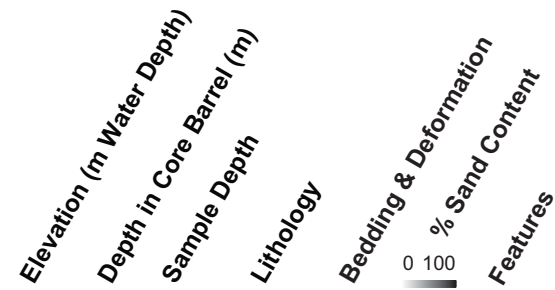 Elevation (m Water Depth)
Depth in Core Barrel (m)
Sample Depth
Lithology
Bedding & Deformation
% Sand Content
0 100
Features